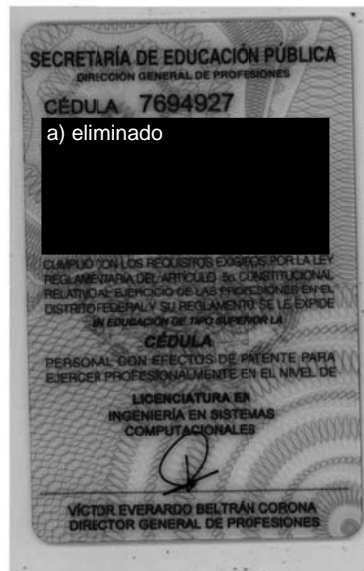 SECRETARÍA DE EDUCACIÓN PÚBLICA
DIRECCIÓN GENERAL DE PROFESIONES
CÉDULA 7694927
a) eliminado
CUMPLIÓ CON LOS REQUISITOS EXIGIDOS POR LA LEY
REGLAMENTARIA DEL ARTÍCULO 5o. CONSTITUCIONAL
RELATIVO AL EJERCICIO DE LAS PROFESIONES EN EL
DISTRITO FEDERAL Y SU REGLAMENTO SE LE EXPIDE
EN EDUCACIÓN DE TIPO SUPERIOR LA
CÉDULA
PERSONAL CON EFECTOS DE PATENTE PARA
EJERCER PROFESIONALMENTE EN EL NIVEL DE
LICENCIATURA EN
INGENIERÍA EN SISTEMAS
COMPUTACIONALES
VÍCTOR EVERARDO BELTRÁN CORONA
DIRECTOR GENERAL DE PROFESIONES